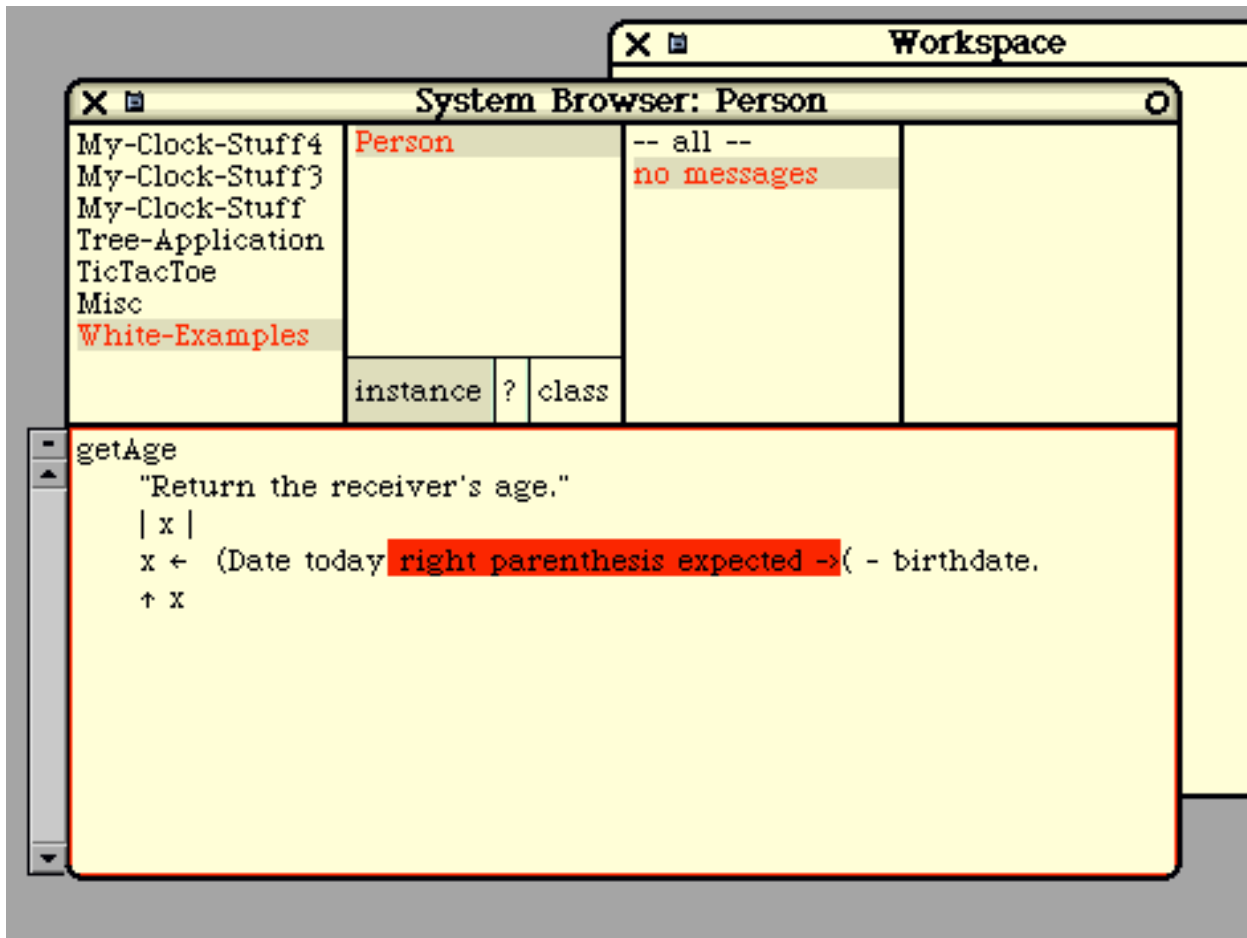 Workspace
System Browser: Person
My-Clock-Stuff4
My-Clock-Stuff3
My-Clock-Stuff
Tree-Application
TicTacToe
Misc
White-Examples
Person
instance ? class
-- all --
no messages
getAge
"Return the receiver's age."
| x |
x ← (Date today right parenthesis expected ->( - birthdate.
↑ x